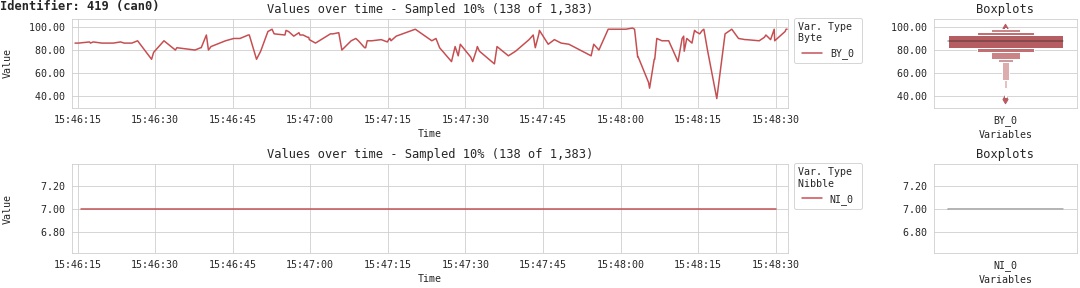 Identifier: 419 (can0)
Values over time - Sampled 10% (138 of 1,383)
Boxplots
Value
100.00
80.00
60.00
40.00
15:46:15 15:46:30 15:46:45 15:47:00 15:47:15 15:47:30 15:47:45 15:48:00 15:48:15 15:48:30
Time
Var. Type
Byte
BY_0
100.00
80.00
60.00
40.00
BY_0
Variables
Values over time - Sampled 10% (138 of 1,383)
Boxplots
Value
7.20
7.00
6.80
15:46:15 15:46:30 15:46:45 15:47:00 15:47:15 15:47:30 15:47:45 15:48:00 15:48:15 15:48:30
Time
Var. Type
Nibble
NI_0
7.20
7.00
6.80
NI_0
Variables